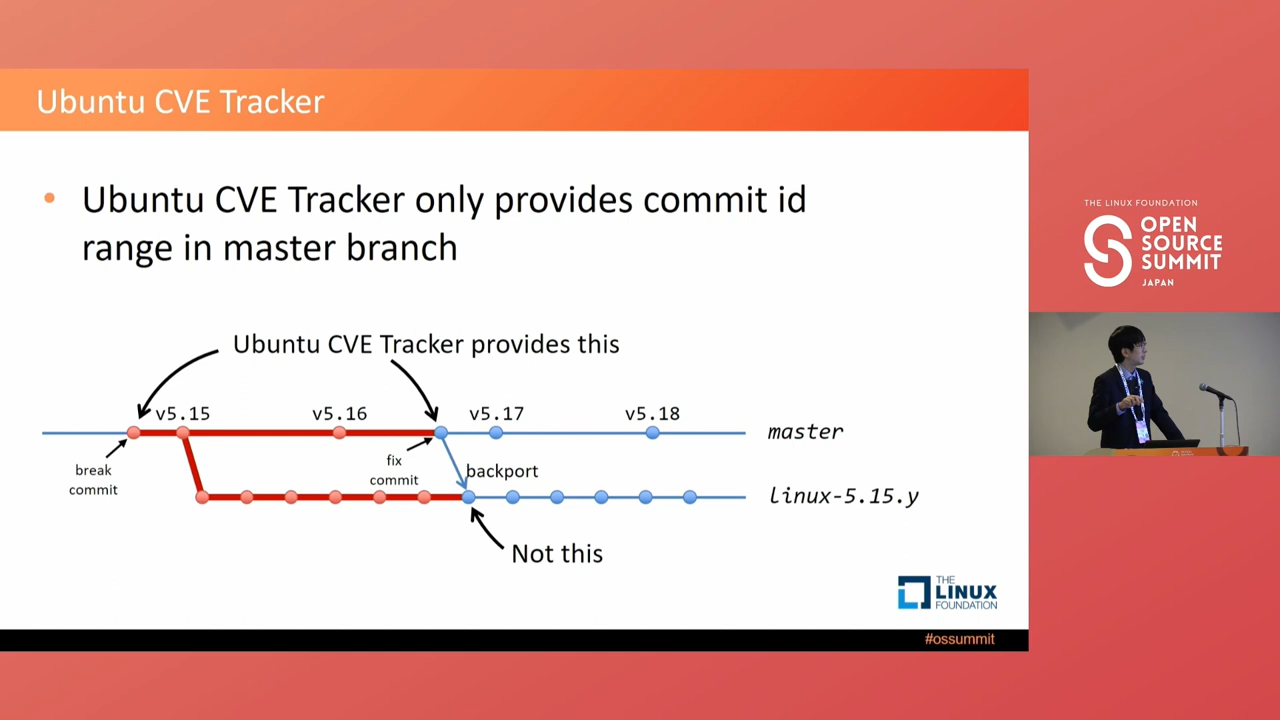 Ubuntu CVE Tracker
• Ubuntu CVE Tracker only provides commit id
range in master branch
Ubuntu CVE Tracker provides this
v5.15
v5.16
v5.17
v5.18
master
break
commit
fix
commit
backport
linux-5.15.y
Not this
THE
LINUX
FOUNDATION
#ossummit
THE LINUX FOUNDATION
OPEN
SOURCE
SUMMIT
JAPAN